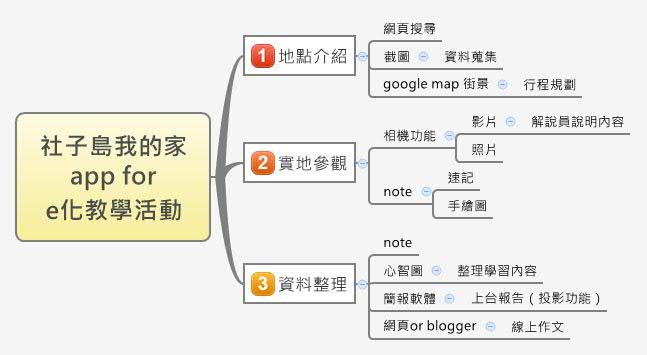 社子島我的家
app for
e化教學活動
1 地點介紹
網頁搜尋
截圖 資料蒐集
google map 街景 行程規劃
2 實地參觀
相機功能
影片 解說員說明內容
照片
note
速記
手繪圖
3 資料整理
note
心智圖 整理學習內容
簡報軟體 上台報告（投影功能）
網頁or blogger 線上作文